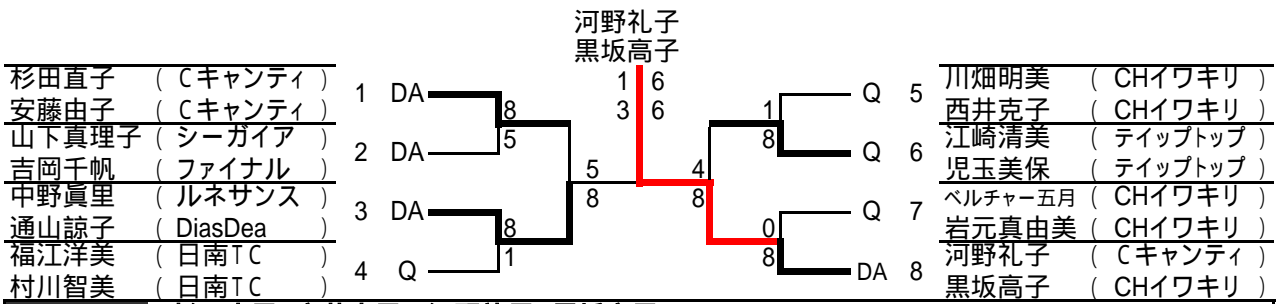 河野礼子
黒坂高子
1 6
3 6
杉田直子 ( Cキャンティ )
安藤由子 ( Cキャンティ )
1 DA
山下真理子 ( シーガイア )
吉岡千帆 ( ファイナル )
2 DA
8
5
中野眞里 ( ルネサンス )
通山諒子 ( DiasDea )
3 DA
福江洋美 ( 日南TC )
村川智美 ( 日南TC )
4 Q
8
1
5
8
4
8
川畑明美 ( CHイワキリ )
西井克子 ( CHイワキリ )
Q 5
江崎清美 ( テイップトップ )
児玉美保 ( テイップトップ )
Q 6
1
8
ベルチャー五月 ( CHイワキリ )
岩元真由美 ( CHイワキリ )
Q 7
河野礼子 ( Cキャンティ )
黒坂高子 ( CHイワキリ )
DA 8
0
8